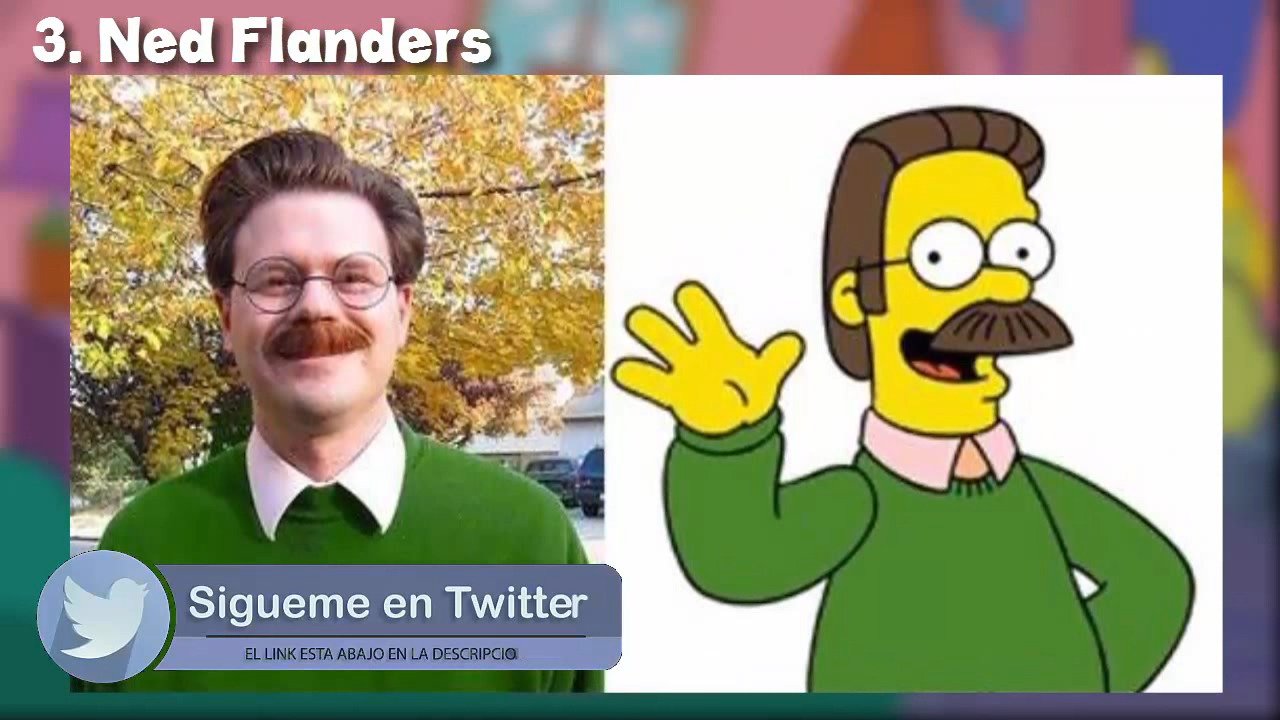 3. Ned Flanders
Sigueme en Twitter
EL LINK ESTA ABAJO EN LA DESCRIPCIO